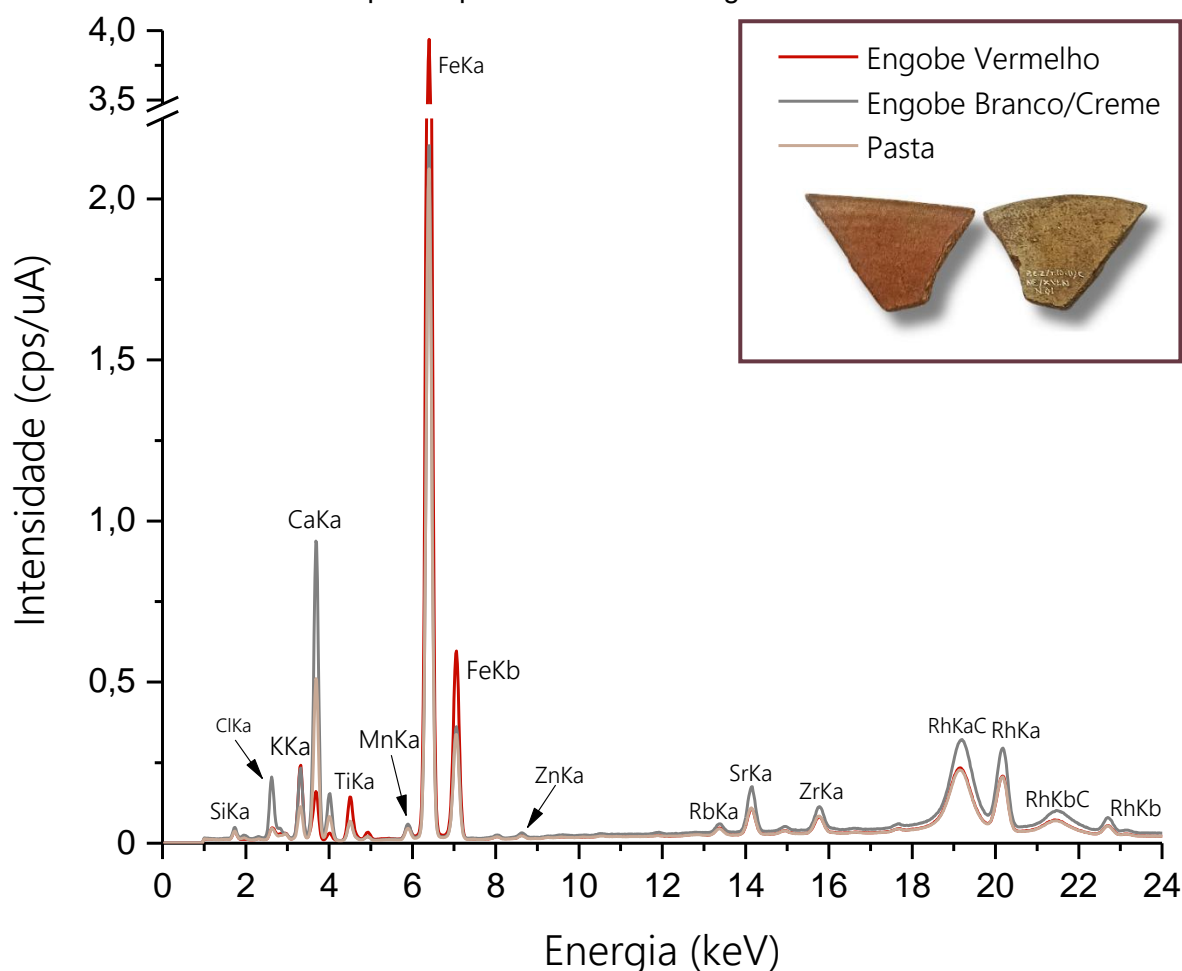 4,0
3,5
2,0
1,5
1,0
0,5
0
Intensidade (cps/uA)
FeKa
CaKa
ClKa
KKa
SiKa
TiKa
MnKa
FeKb
ZnKa
RbKa
SrKa
ZrKa
RhKaC
RhKa
RhKbC
RhKb
Engobe Vermelho
Engobe Branco/Creme
Pasta
0 2 4 6 8 10 12 14 16 18 20 22 24
Energia (keV)